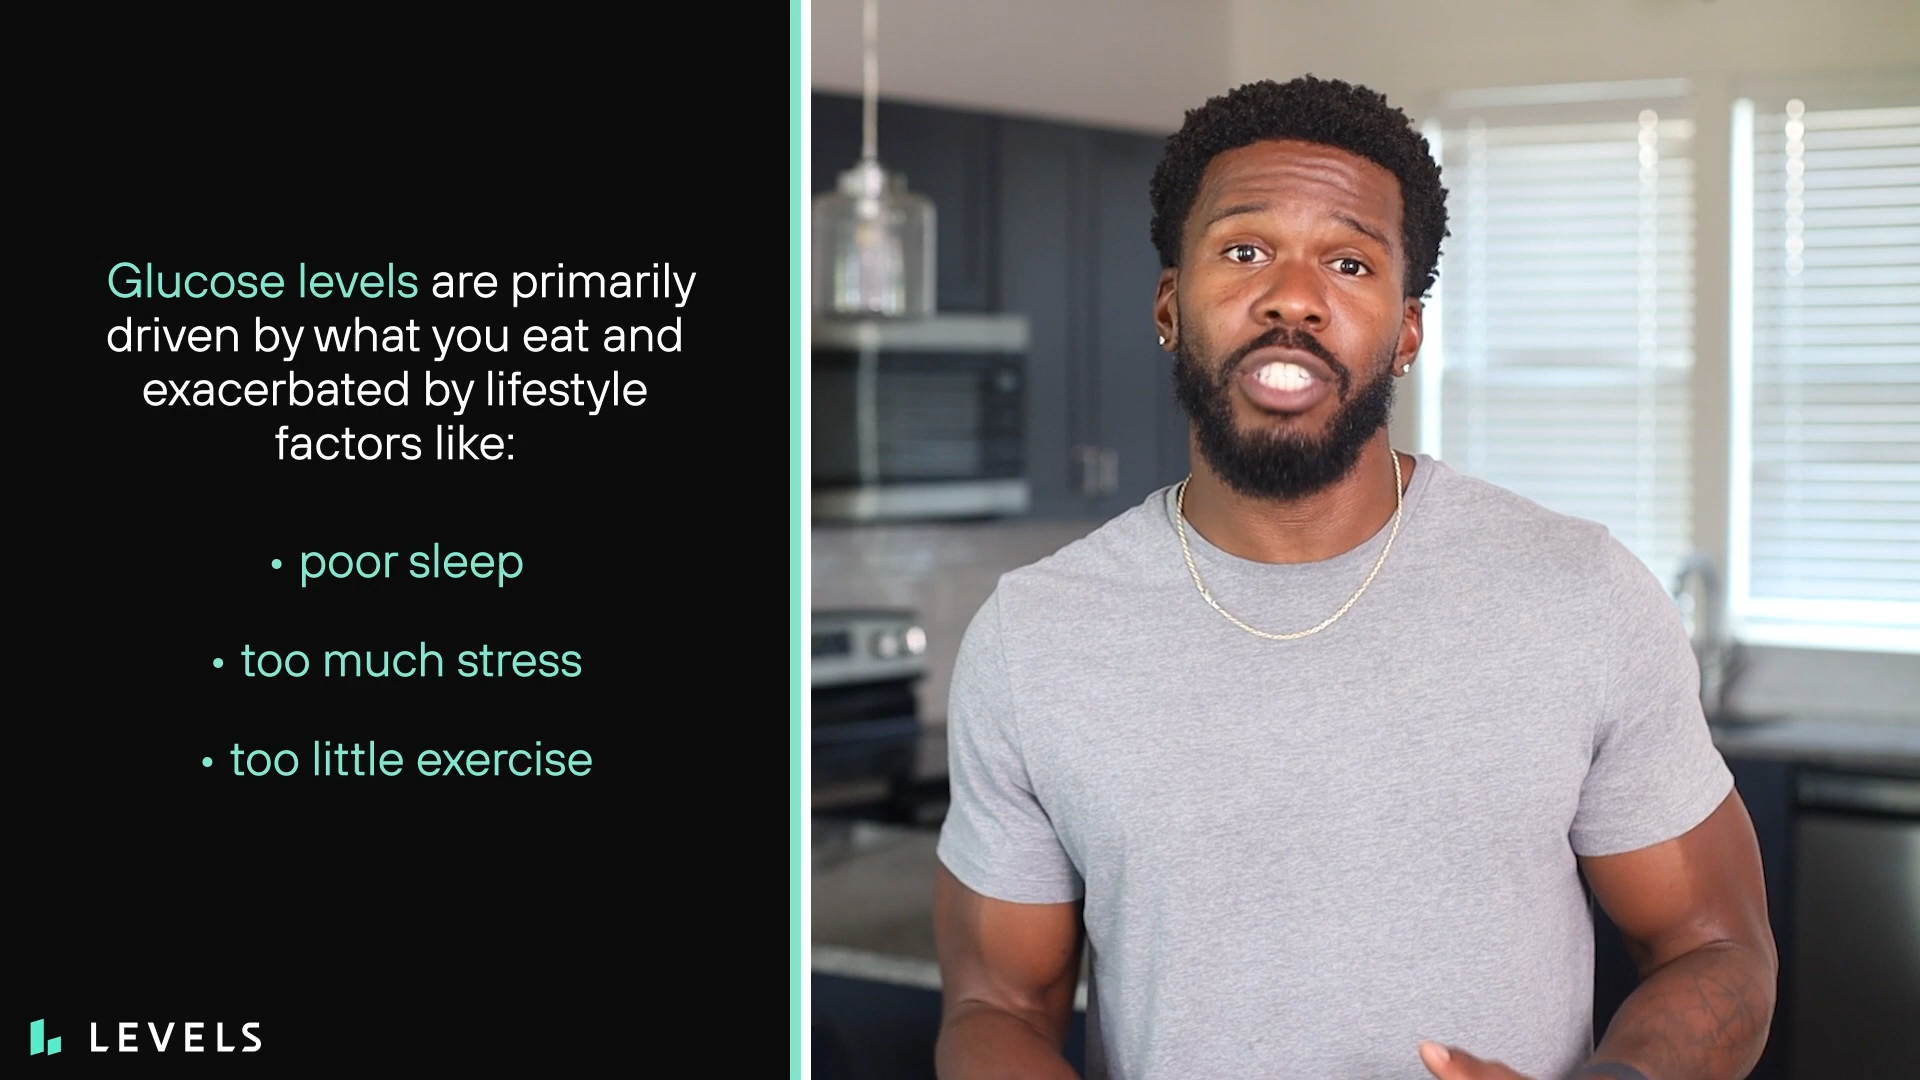 Glucose levels are primarily
driven by what you eat and
exacerbated by lifestyle
factors like:
• poor sleep
• too much stress
• too little exercise
LEVELS